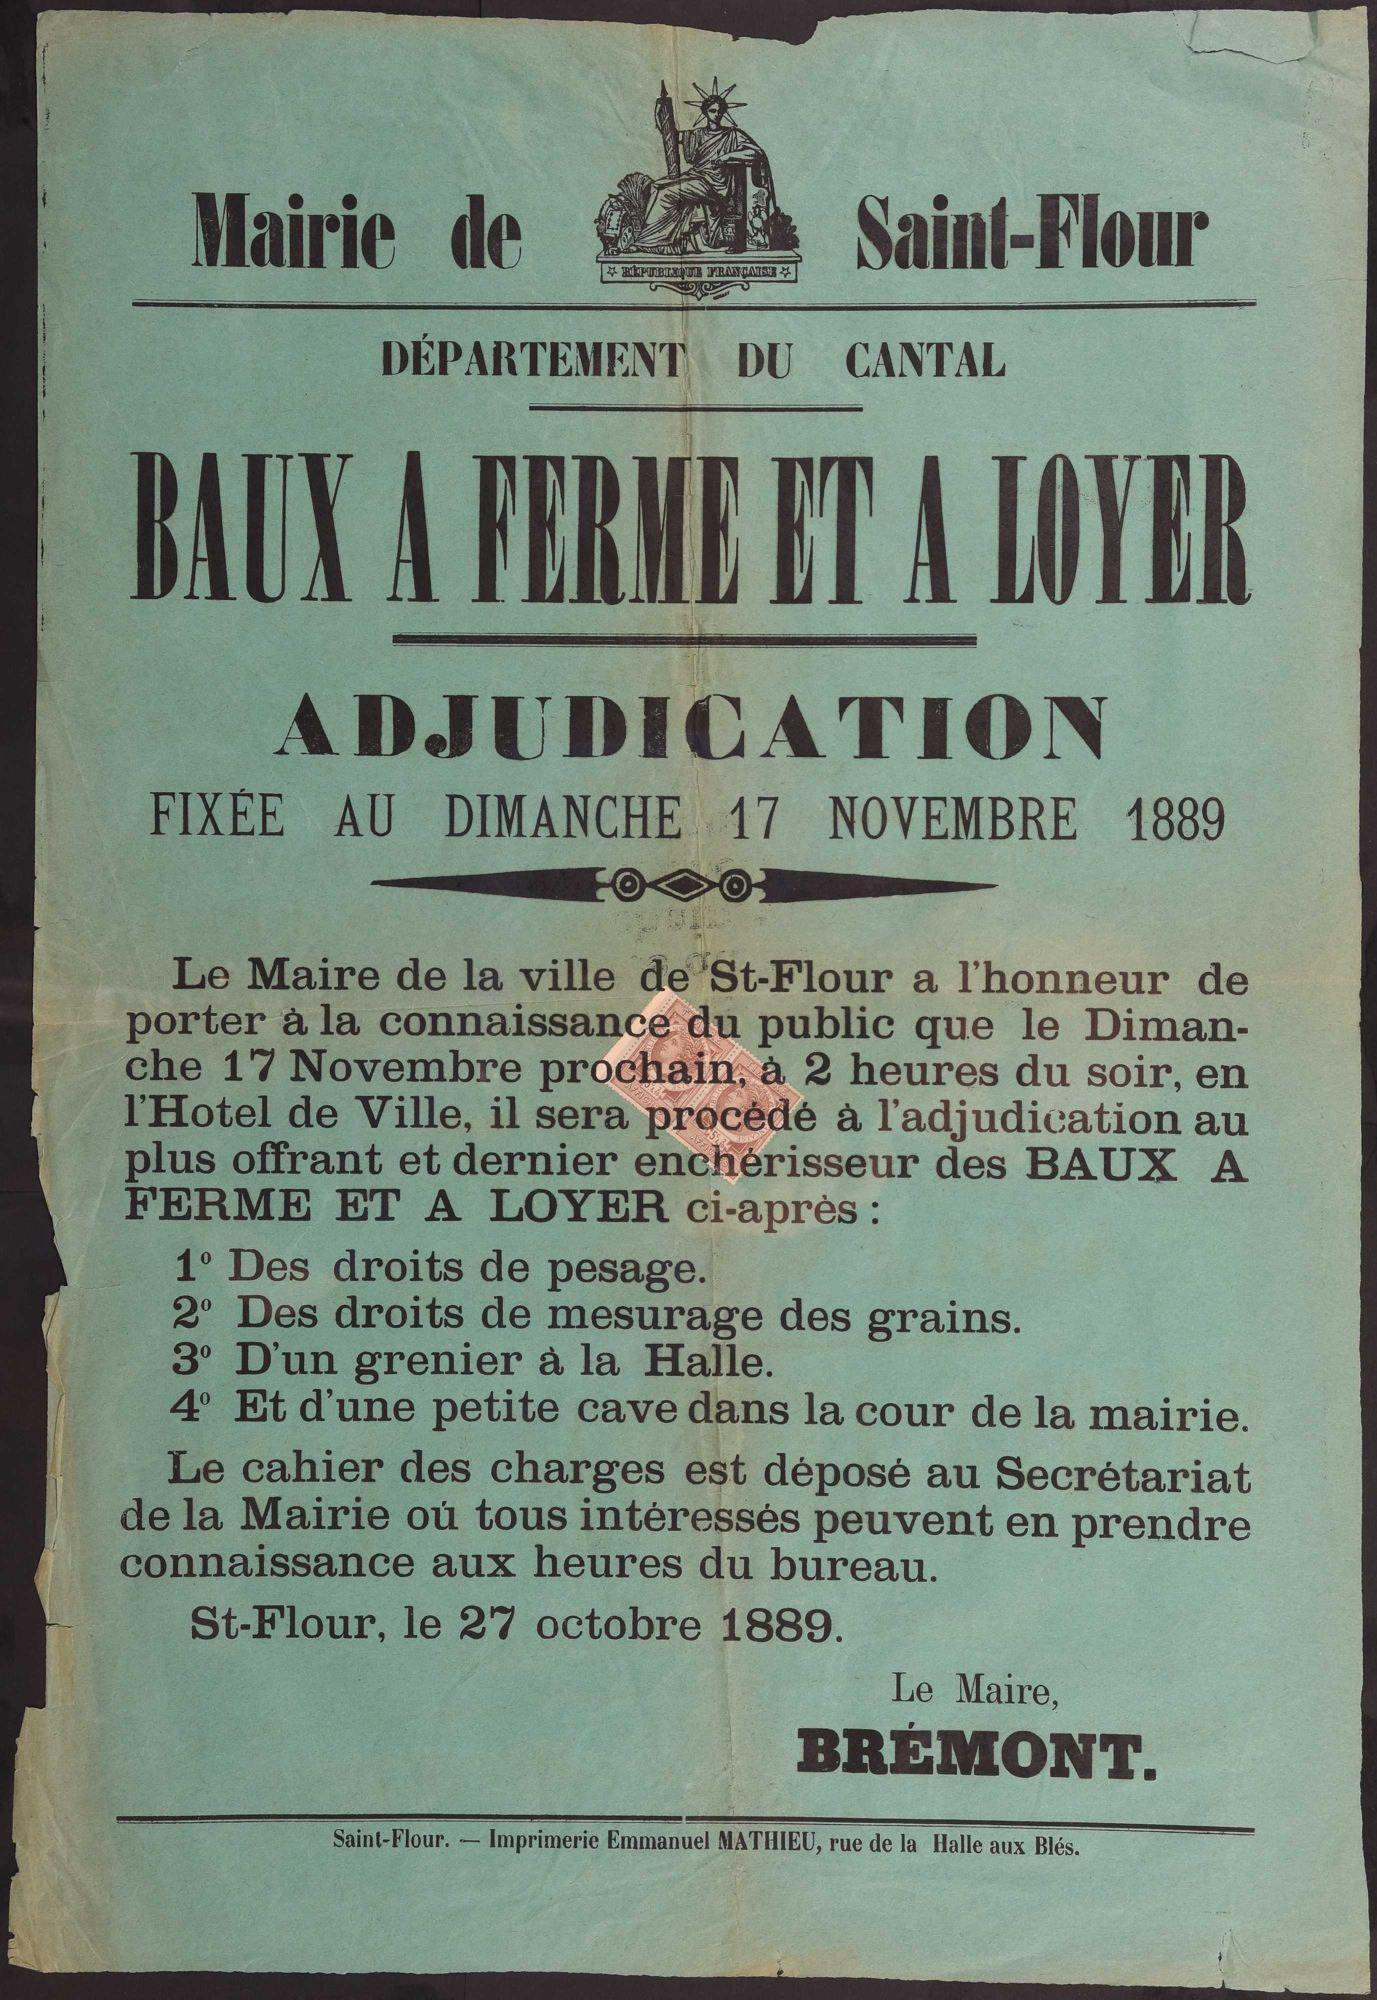 Mairie de Saint-Flour
RÉPUBLIQUE FRANÇAISE
DÉPARTEMENT DU CANTAL
BAUX A FERME ET A LOYER
ADJUDICATION
FIXÉE AU DIMANCHE 17 NOVEMBRE 1889
Le Maire de la ville de St-Flour a l'honneur de
porter à la connaissance du public que le Diman-
che 17 Novembre prochain, à 2 heures du soir, en
l'Hotel de Ville, il sera procédé à l'adjudication au
plus offrant et dernier enchérisseur des BAUX A
FERME ET A LOYER ci-après :
1º Des droits de pesage.
2º Des droits de mesurage des grains.
3º D'un grenier à la Halle.
4º Et d'une petite cave dans la cour de la mairie.
Le cahier des charges est déposé au Secrétariat
de la Mairie où tous intéressés peuvent en prendre
connaissance aux heures du bureau.
St-Flour, le 27 octobre 1889.
Le Maire,
BRÉMONT.
Saint-Flour. — Imprimerie Emmanuel MATHIEU, rue de la Halle aux Blés.